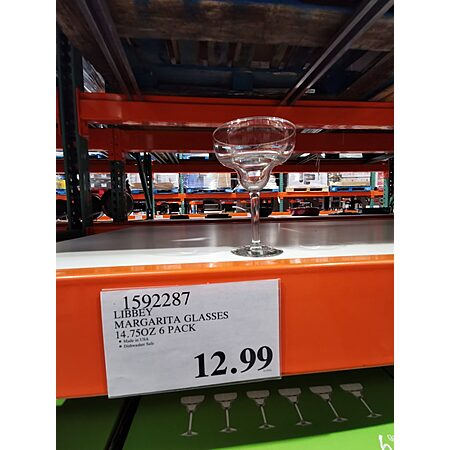 1592287
LIBBEY
MARGARITA GLASSES
14.75OZ 6 PACK
• Made in USA
• Dishwasher Safe
12.99